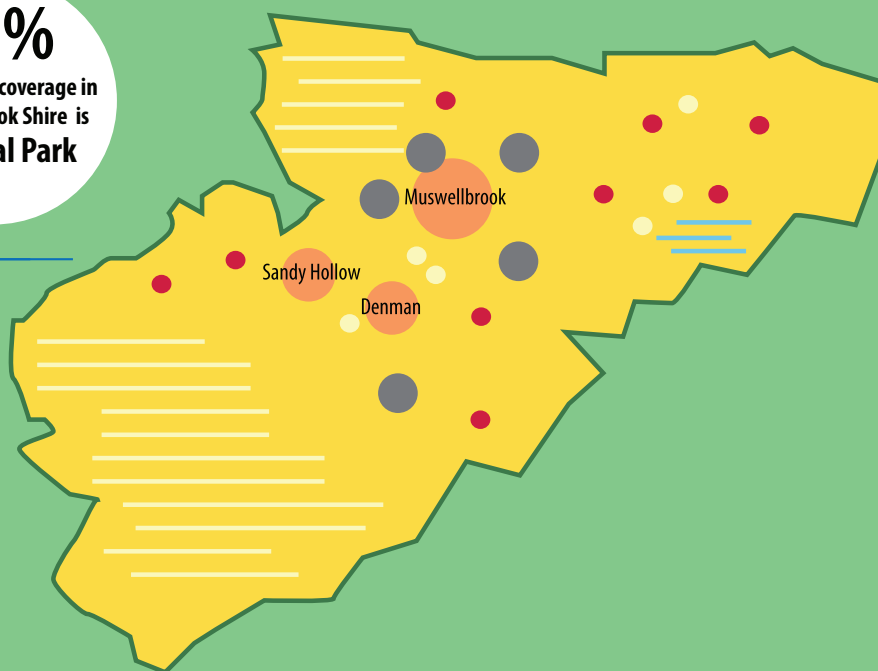 %
coverage in
ok Shire is
al Park
Muswellbrook
Sandy Hollow
Denman